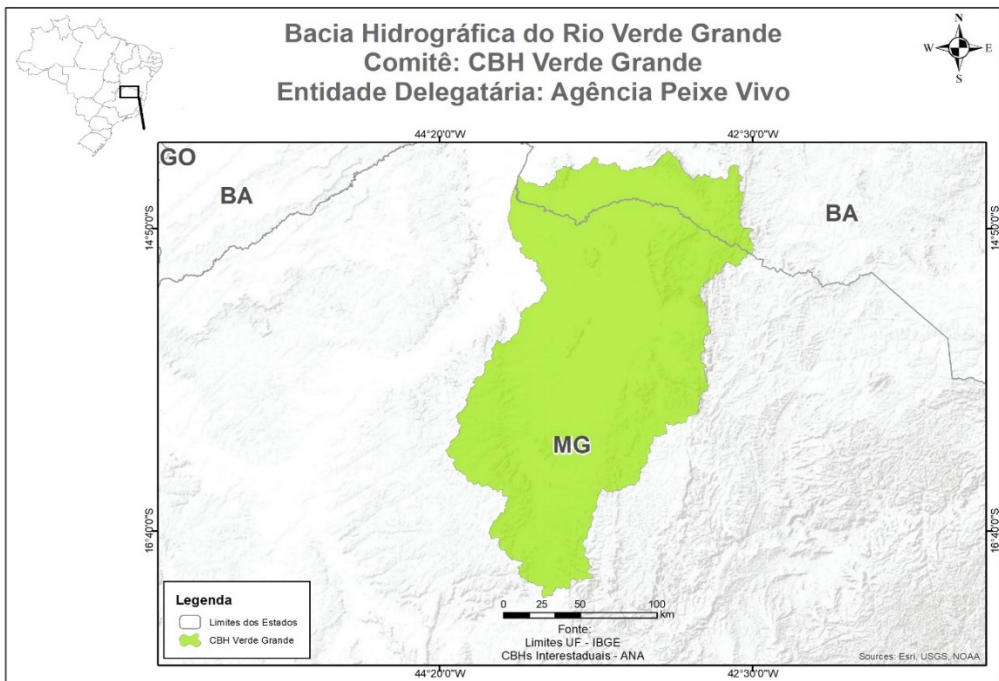 Bacia Hidrográfica do Rio Verde Grande
Comitê: CBH Verde Grande
Entidade Delegatária: Agência Peixe Vivo
N
W E
S
44°20'0"W 42°30'0"W
GO
BA
BA
14°50'0"S 14°50'0"S
MG
16°40'0"S 16°40'0"S
Legenda
Limites dos Estados
CBH Verde Grande
0 25 50 100
km
Fonte:
Limites UF - IBGE
CBHs Interestaduais - ANA
Sources: Esri, USGS, NOAA
44°20'0"W 42°30'0"W